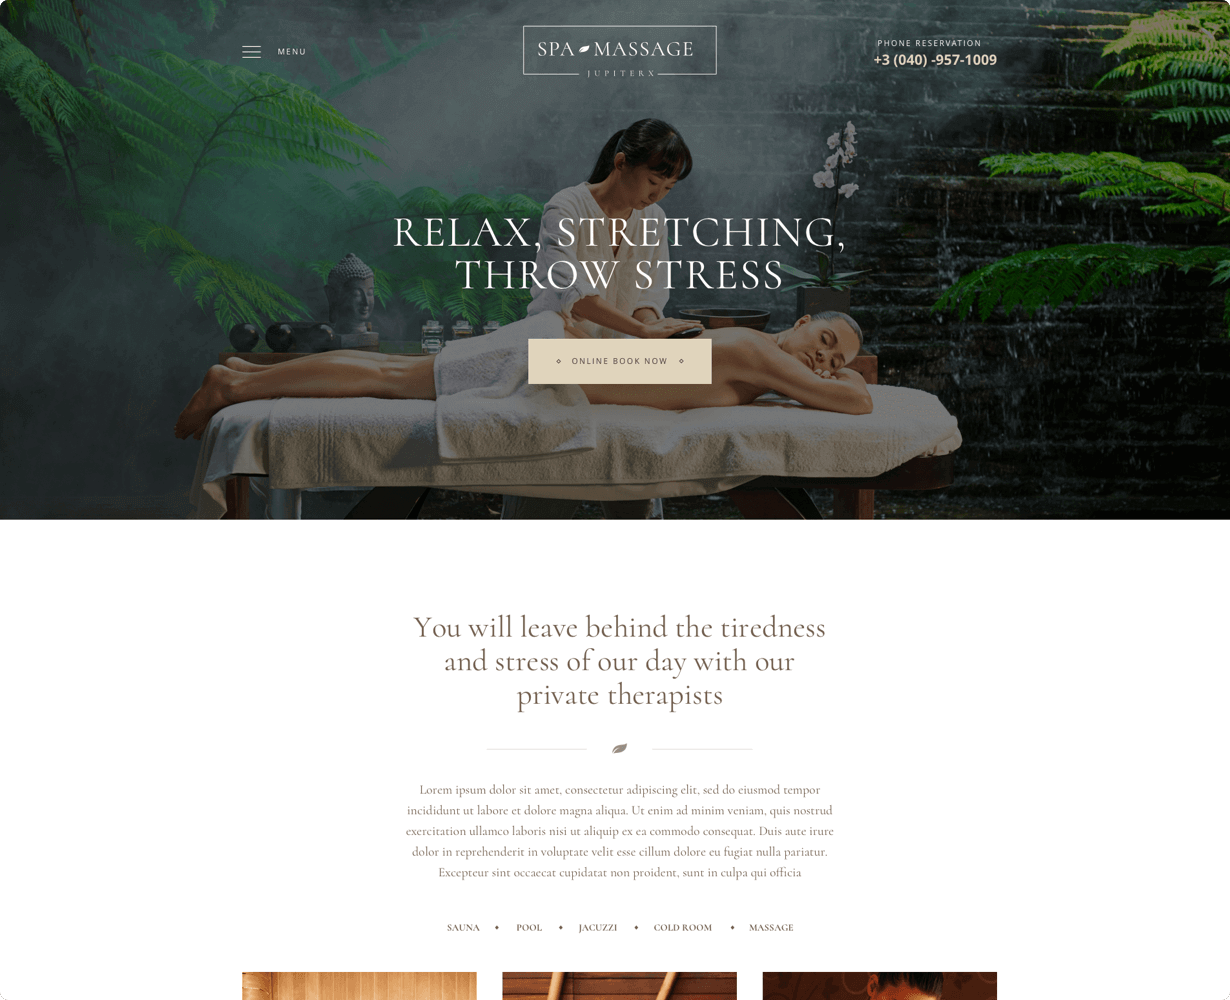 MENU
SPA MASSAGE
JUPITERX
PHONE RESERVATION
+3 (040) -957-1009
RELAX, STRETCHING,
THROW STRESS
ONLINE BOOK NOW
You will leave behind the tiredness
and stress of our day with our
private therapists
Lorem ipsum dolor sit amet, consectetur adipiscing elit, sed do eiusmod tempor
incididunt ut labore et dolore magna aliqua. Ut enim ad minim veniam, quis nostrud
exercitation ullamco laboris nisi ut aliquip ex ea commodo consequat. Duis aute irure
dolor in reprehenderit in voluptate velit esse cillum dolore eu fugiat nulla pariatur.
Excepteur sint occaecat cupidatat non proident, sunt in culpa qui officia
SAUNA ♦ POOL ♦ JACUZZI ♦ COLD ROOM ♦ MASSAGE